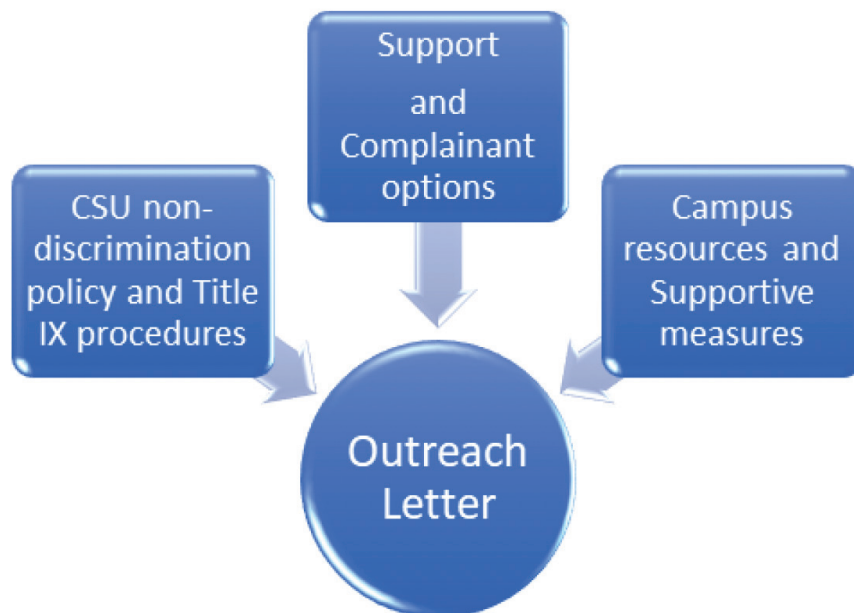 Support
and
Complainant
options
CSU non-
discrimination
policy and Title
IX procedures
Campus
resources and
Supportive
measures
Outreach
Letter